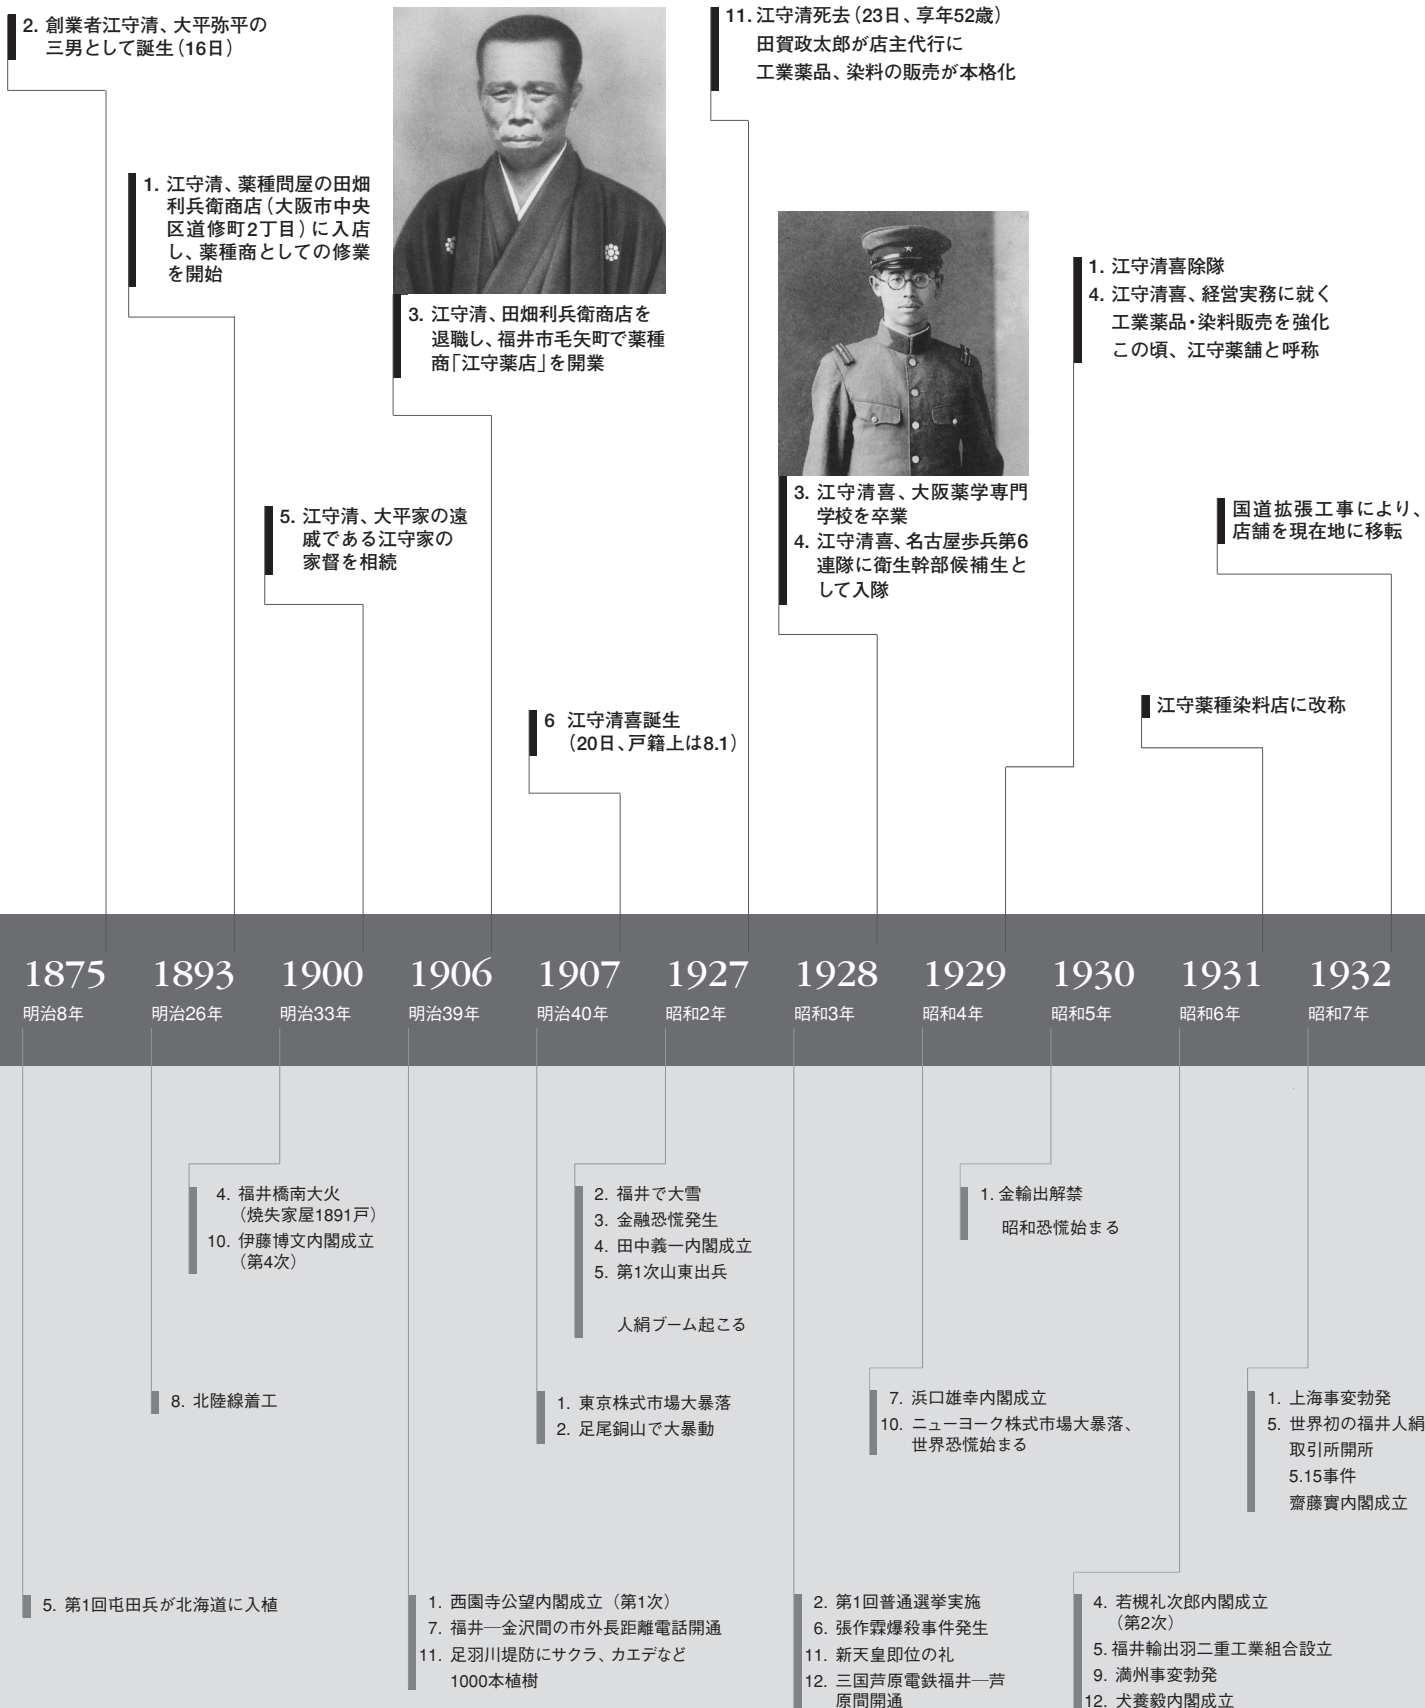 2. 創業者江守清、大平弥平の
三男として誕生（16日）
1. 江守清、薬種問屋の田畑
利兵衛商店（大阪市中央
区道修町2丁目）に入店
し、薬種商としての修業
を開始
5. 江守清、大平家の遠
戚である江守家の
家督を相続
3. 江守清、田畑利兵衛商店を
退職し、福井市毛矢町で薬種
商「江守薬店」を開業
6 江守清喜誕生
（20日、戸籍上は8.1）
11. 江守清死去（23日、享年52歳）
田賀政太郎が店主代行に
工業薬品、染料の販売が本格化
3. 江守清喜、大阪薬学専門
学校を卒業
4. 江守清喜、名古屋歩兵第6
連隊に衛生幹部候補生と
して入隊
1. 江守清喜除隊
4. 江守清喜、経営実務に就く
工業薬品・染料販売を強化
この頃、江守薬舗と呼称
江守薬種染料店に改称
国道拡張工事により、
店舗を現在地に移転
1875 1893 1900 1906 1907 1927 1928 1929 1930 1931 1932
明治8年 明治26年 明治33年 明治39年 明治40年 昭和2年 昭和3年 昭和4年 昭和5年 昭和6年 昭和7年
5. 第1回屯田兵が北海道に入植
8. 北陸線着工
4. 福井橋南大火
（焼失家屋1891戸）
10. 伊藤博文内閣成立
（第4次）
1. 西園寺公望内閣成立（第1次）
7. 福井―金沢間の市外長距離電話開通
11. 足羽川堤防にサクラ、カエデなど
1000本植樹
1. 東京株式市場大暴落
2. 足尾銅山で大暴動
2. 福井で大雪
3. 金融恐慌発生
4. 田中義一内閣成立
5. 第1次山東出兵
人絹ブーム起こる
2. 第1回普通選挙実施
6. 張作霖爆殺事件発生
11. 新天皇即位の礼
12. 三国芦原電鉄福井―芦
原間開通
7. 浜口雄幸内閣成立
10. ニューヨーク株式市場大暴落、
世界恐慌始まる
1. 金輸出解禁
昭和恐慌始まる
4. 若槻礼次郎内閣成立
（第2次）
5. 福井輸出羽二重工業組合設立
9. 満州事変勃発
12. 犬養毅内閣成立
1. 上海事変勃発
5. 世界初の福井人絹
取引所開所
5.15事件
齋藤實内閣成立